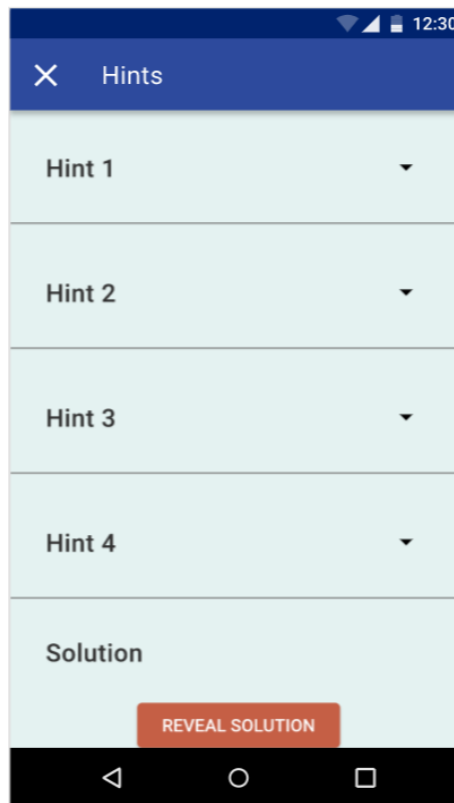 12:30
Hints
Hint 1
Hint 2
Hint 3
Hint 4
Solution
REVEAL SOLUTION